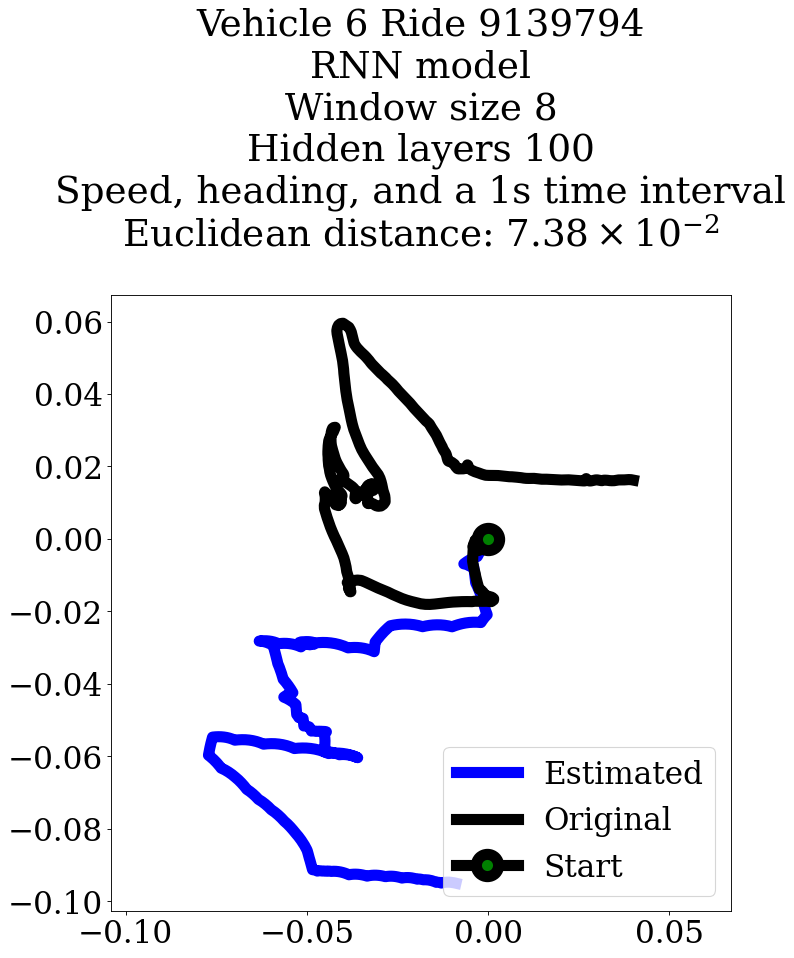 Vehicle 6 Ride 9139794
RNN model
Window size 8
Hidden layers 100
Speed, heading, and a 1s time interval
Euclidean distance: 7.38 × 10⁻²
0.06
0.04
0.02
0.00
−0.02
−0.04
−0.06
−0.08
−0.10
−0.10 −0.05 0.00 0.05
Estimated
Original
Start